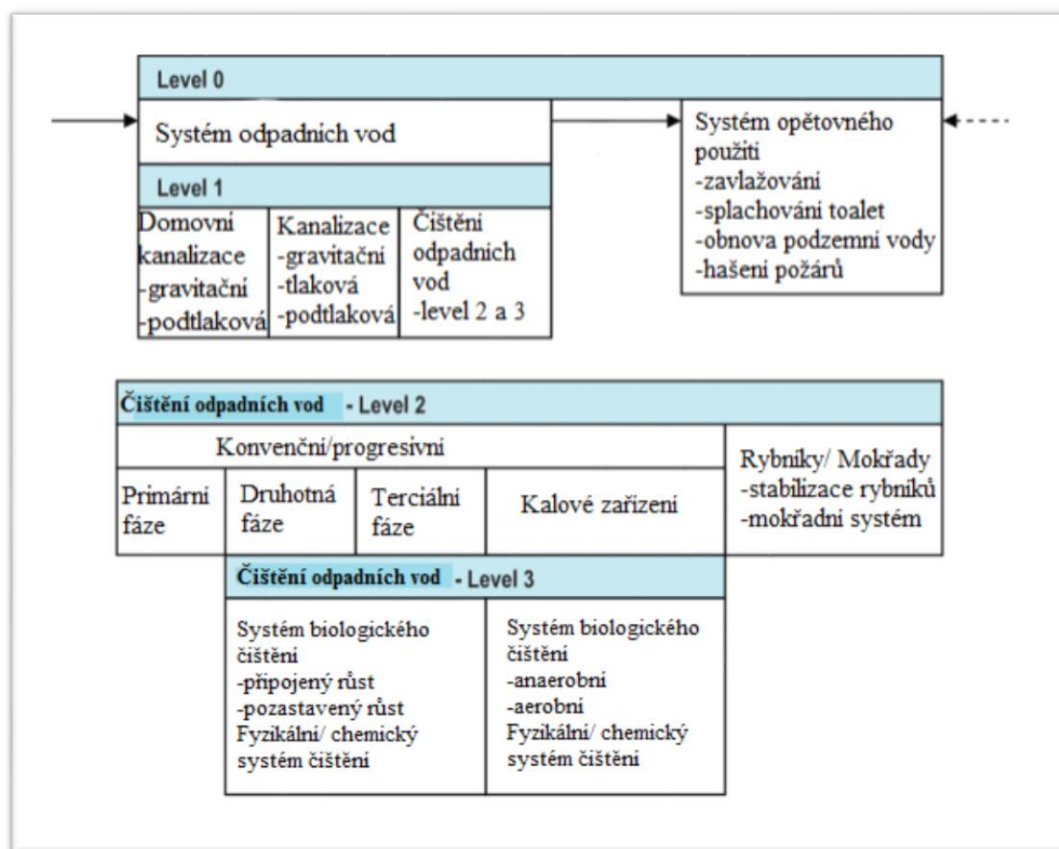 Level 0
Systém odpadních vod
Systém opětovného
použití
-zavlažování
-splachování toalet
-obnova podzemní vody
-hašení požárů
Level 1
Domovní
kanalizace
-gravitační
-podtlaková
Kanalizace
-gravitační
-tlaková
-podtlaková
Čištění
odpadních
vod
-level 2 a 3
Čištění odpadních vod - Level 2
Konvenční/progresivní
Primární
fáze
Druhotná
fáze
Terciální
fáze
Kalové zařízení
Rybníky/ Mokřady
-stabilizace rybníků
-mokřadní systém
Čištění odpadních vod - Level 3
Systém biologického
čištění
-připojený růst
-pozastavený růst
Fyzikální/ chemický
systém čištění
Systém biologického
čištění
-anaerobní
-aerobní
Fyzikální/ chemický
systém čištění